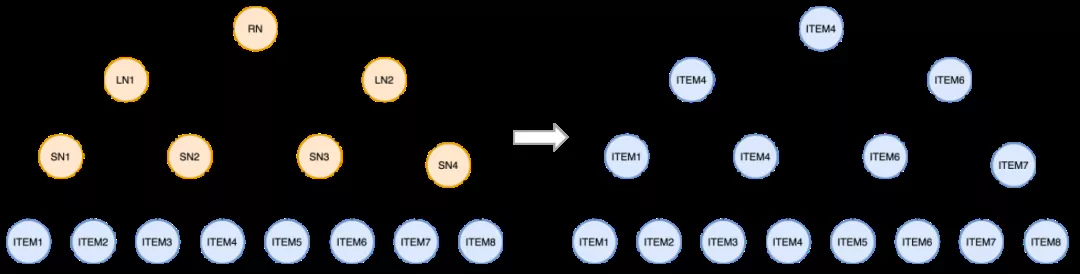 RN
LN1
LN2
SN1
SN2
SN3
SN4
ITEM1
ITEM2
ITEM3
ITEM4
ITEM5
ITEM6
ITEM7
ITEM8
ITEM4
ITEM4
ITEM6
ITEM1
ITEM4
ITEM6
ITEM7
ITEM1
ITEM2
ITEM3
ITEM4
ITEM5
ITEM6
ITEM7
ITEM8